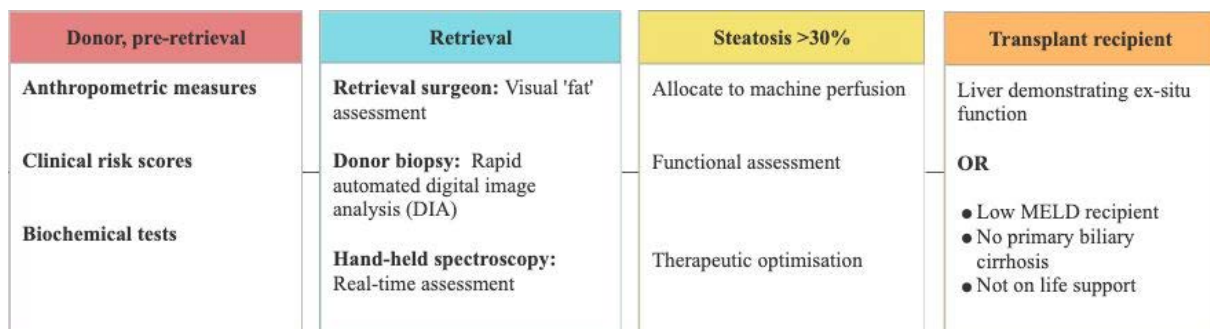 Donor, pre-retrieval
Anthropometric measures
Clinical risk scores
Biochemical tests
Retrieval
Retrieval surgeon: Visual 'fat'
assessment
Donor biopsy: Rapid
automated digital image
analysis (DIA)
Hand-held spectroscopy:
Real-time assessment
Steatosis >30%
Allocate to machine perfusion
Functional assessment
Therapeutic optimisation
Transplant recipient
Liver demonstrating ex-situ
function
OR
● Low MELD recipient
● No primary biliary
cirrhosis
● Not on life support